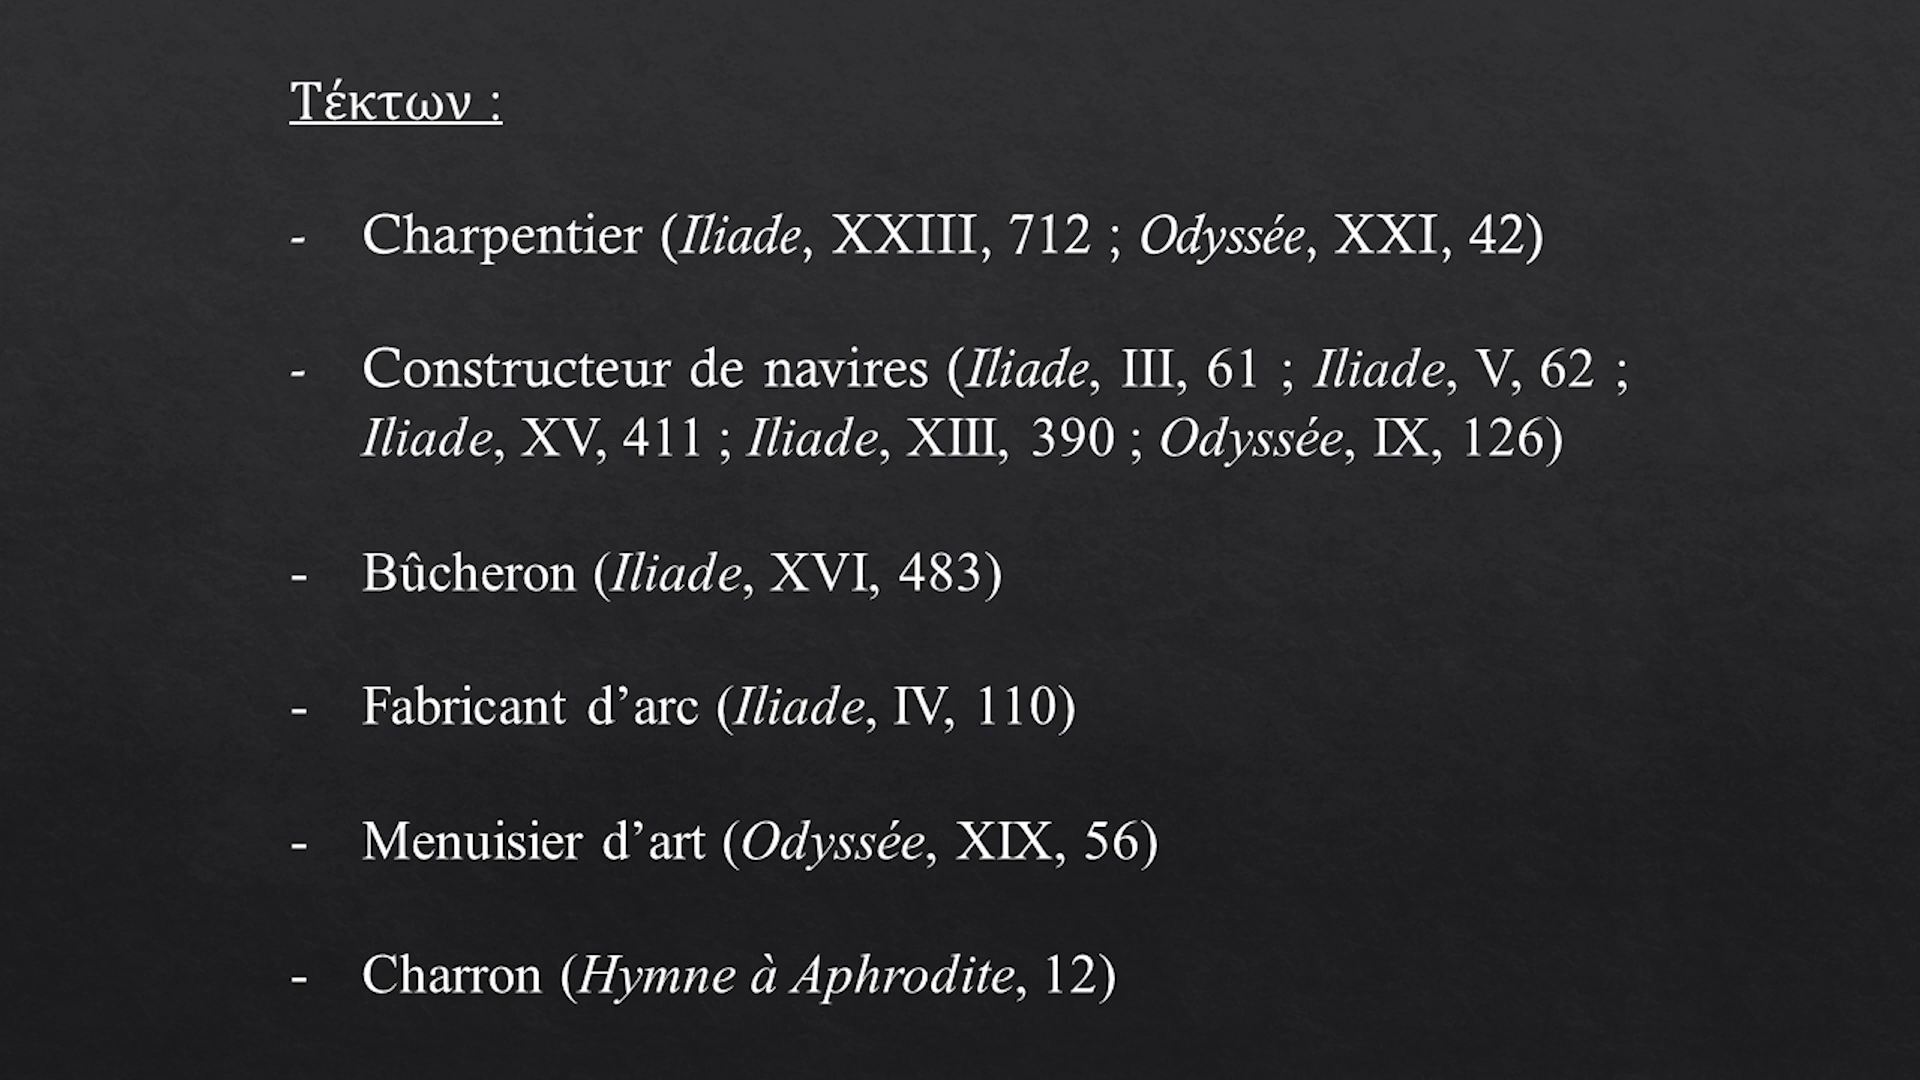 Τέκτων :
- Charpentier (Iliade, XXIII, 712 ; Odyssée, XXI, 42)
- Constructeur de navires (Iliade, III, 61 ; Iliade, V, 62 ;
Iliade, XV, 411 ; Iliade, XIII, 390 ; Odyssée, IX, 126)
- Bûcheron (Iliade, XVI, 483)
- Fabricant d’arc (Iliade, IV, 110)
- Menuisier d’art (Odyssée, XIX, 56)
- Charron (Hymne à Aphrodite, 12)